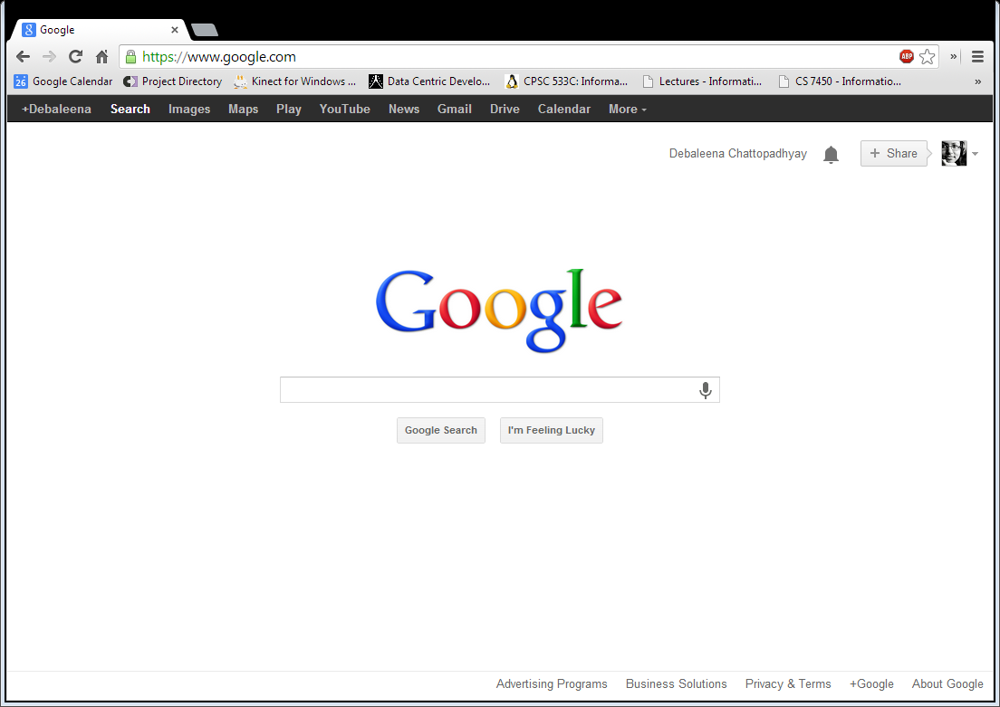 Google
https://www.google.com ABP »
26 Google Calendar Project Directory Kinect for Windows ... Data Centric Develo... CPSC 533C: Informa... Lectures - Informati... CS 7450 - Informatio... »
+Debaleena Search Images Maps Play YouTube News Gmail Drive Calendar More
Debaleena Chattopadhyay + Share
Google
Google Search I'm Feeling Lucky
Advertising Programs Business Solutions Privacy & Terms +Google About Google